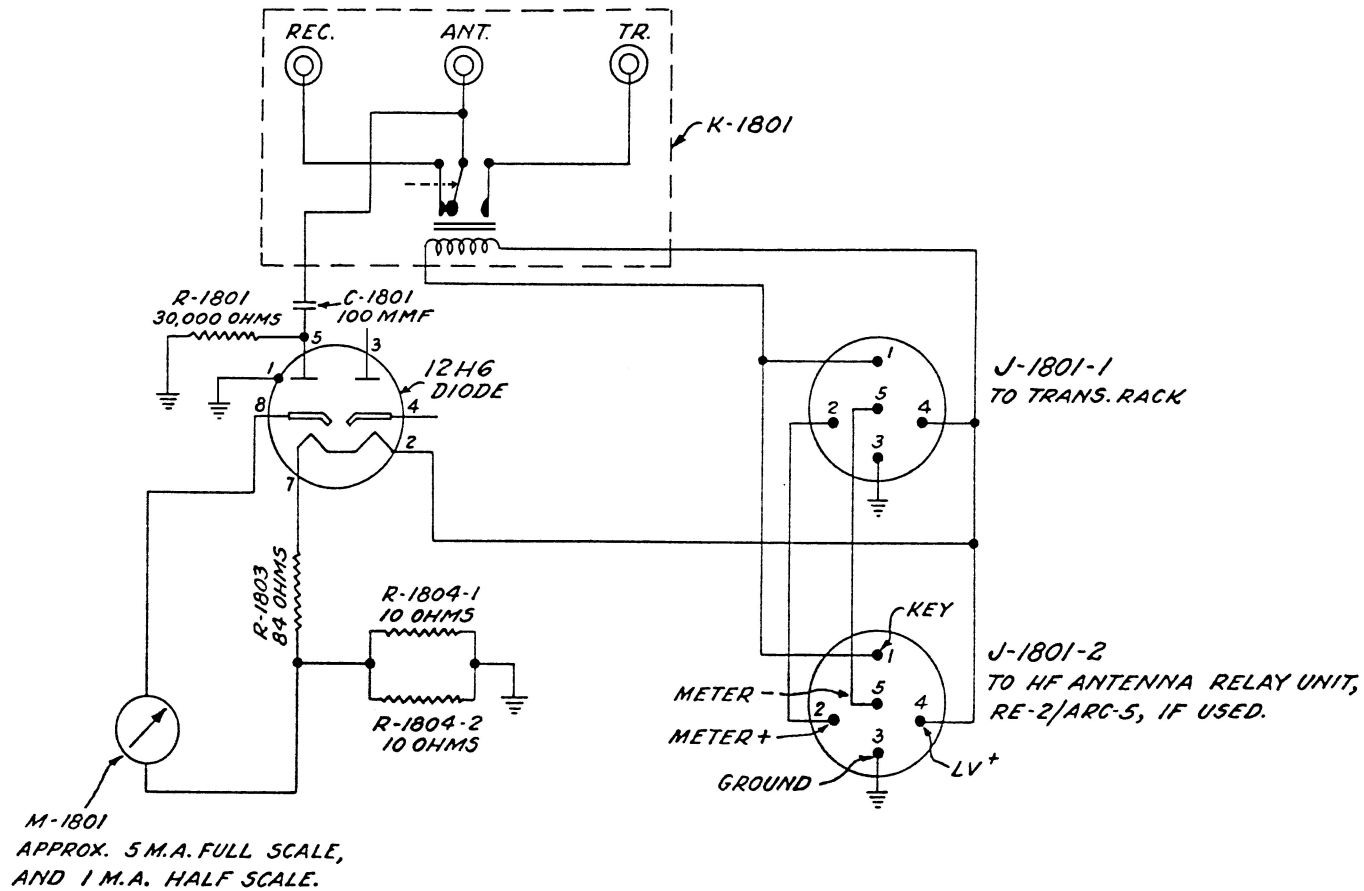 REC.
ANT.
TR.
K-1801
R-1801
30,000 OHMS
C-1801
100 MMF
5
3
1
12H6
DIODE
8
4
2
7
1
J-1801-1
TO TRANS. RACK
2
5
4
3
R-1803
84 OHMS
R-1804-1
10 OHMS
R-1804-2
10 OHMS
KEY
1
J-1801-2
TO HF ANTENNA RELAY UNIT,
RE-2/ARC-5, IF USED.
METER -
5
2
4
METER +
3
GROUND
LV+
M-1801
APPROX. 5 M.A. FULL SCALE,
AND 1 M.A. HALF SCALE.